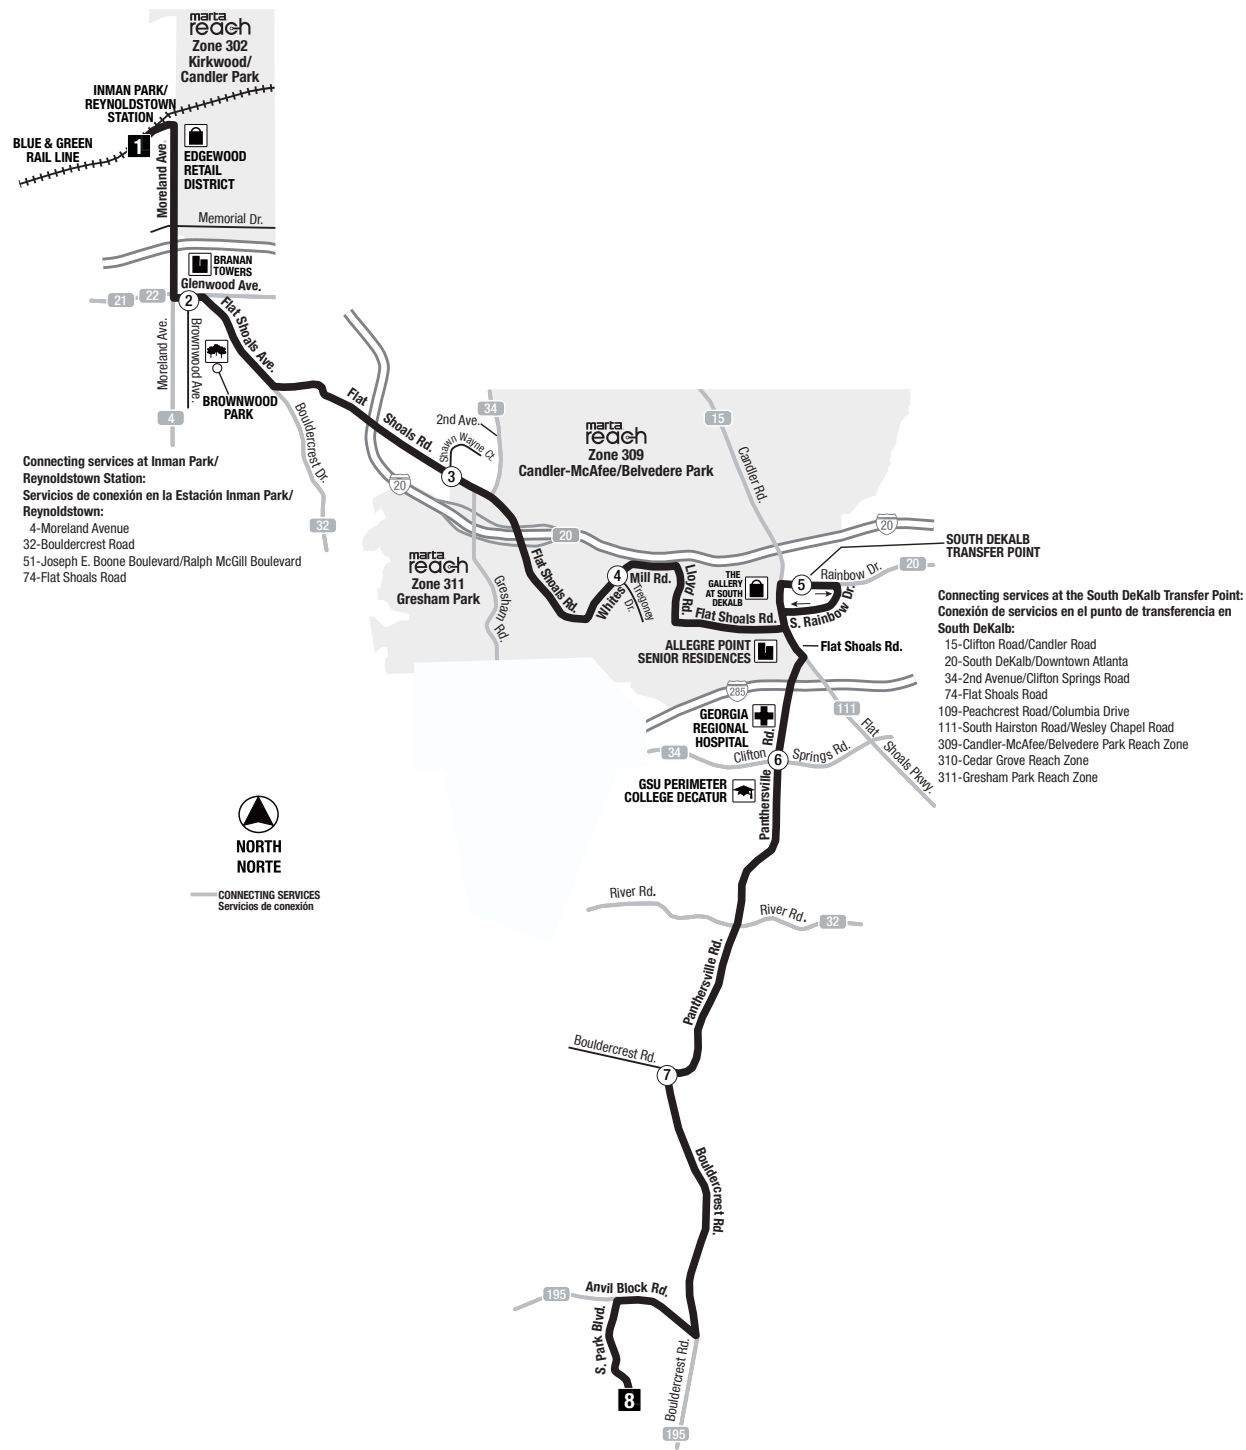 marta
reach
Zone 302
Kirkwood/
Candler Park
INMAN PARK/
REYNOLDSTOWN
STATION
1
BLUE & GREEN
RAIL LINE
EDGEWOOD
RETAIL
DISTRICT
Moreland Ave.
Memorial Dr.
BRANAN
TOWERS
Glenwood Ave.
21
22
2
Flat Shoals Ave.
Moreland Ave.
Brownwood Ave.
BROWNWOOD
PARK
4
Bouldercrest Dr.
32
Flat
Shoals Rd.
2nd Ave.
34
Shawn Wayne Ct.
3
20
marta
reach
Zone 309
Candler-McAfee/Belvedere Park
15
Candler Rd.
20
20
SOUTH DEKALB
TRANSFER POINT
Connecting services at Inman Park/
Reynoldstown Station:
Servicios de conexión en la Estación Inman Park/
Reynoldstown:
4-Moreland Avenue
32-Bouldercrest Road
51-Joseph E. Boone Boulevard/Ralph McGill Boulevard
74-Flat Shoals Road
marta
reach
Zone 311
Gresham Park
Gresham Rd.
Flat Shoals Rd.
4
Whites
Mill Rd.
Tregoney
Dr.
Lloyd Rd.
THE
GALLERY
AT SOUTH
DEKALB
5
Rainbow Dr.
20
S. Rainbow Dr.
Flat Shoals Rd.
ALLEGRE POINT
SENIOR RESIDENCES
Flat Shoals Rd.
Connecting services at the South DeKalb Transfer Point:
Conexión de servicios en el punto de transferencia en
South DeKalb:
15-Clifton Road/Candler Road
20-South DeKalb/Downtown Atlanta
34-2nd Avenue/Clifton Springs Road
74-Flat Shoals Road
109-Peachcrest Road/Columbia Drive
111-South Hairston Road/Wesley Chapel Road
309-Candler-McAfee/Belvedere Park Reach Zone
310-Cedar Grove Reach Zone
311-Gresham Park Reach Zone
285
111
Flat
Shoals Pkwy.
GEORGIA
REGIONAL
HOSPITAL
34
Clifton
6
Springs Rd.
Panthersville
Rd.
GSU PERIMETER
COLLEGE DECATUR
NORTH
NORTE
CONNECTING SERVICES
Servicios de conexión
River Rd.
River Rd.
32
Panthersville Rd.
Bouldercrest Rd.
7
Bouldercrest Rd.
195
Anvil Block Rd.
S. Park Blvd.
8
Bouldercrest Rd.
195